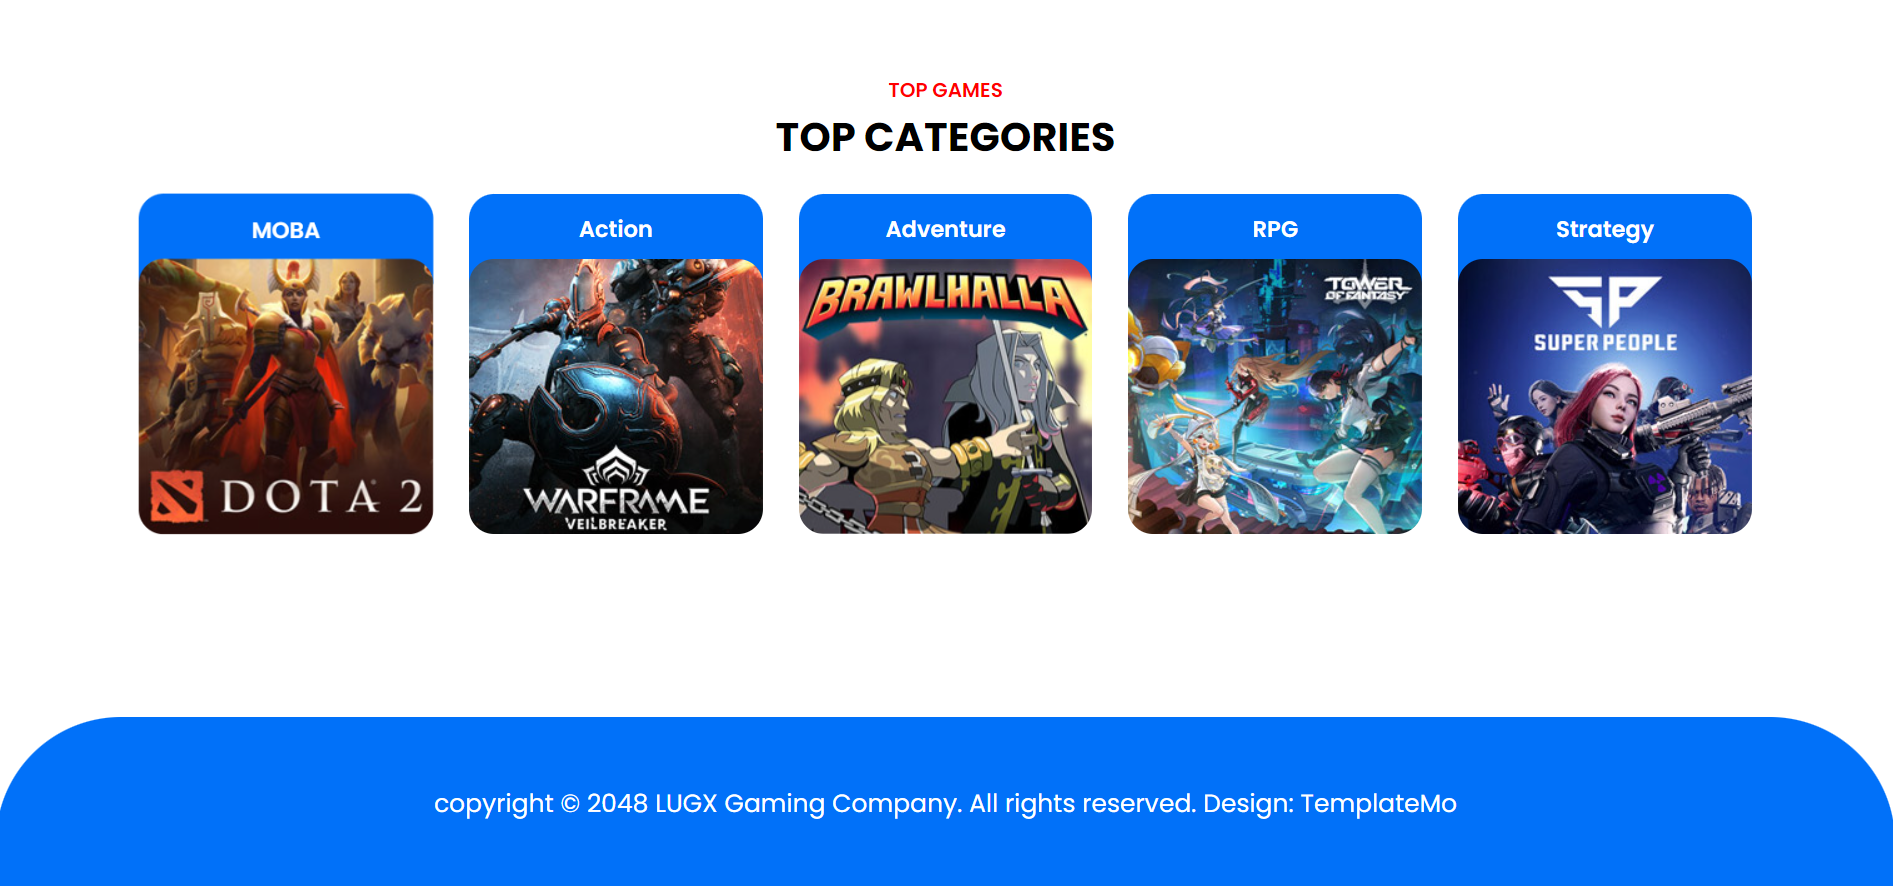 TOP GAMES
TOP CATEGORIES
MOBA
Action
Adventure
RPG
Strategy
DOTA 2
WARFRAME
VEILBREAKER
BRAWLHALLA
TOWER
OF FANTASY
SP
SUPER PEOPLE
copyright © 2048 LUGX Gaming Company. All rights reserved. Design: TemplateMo